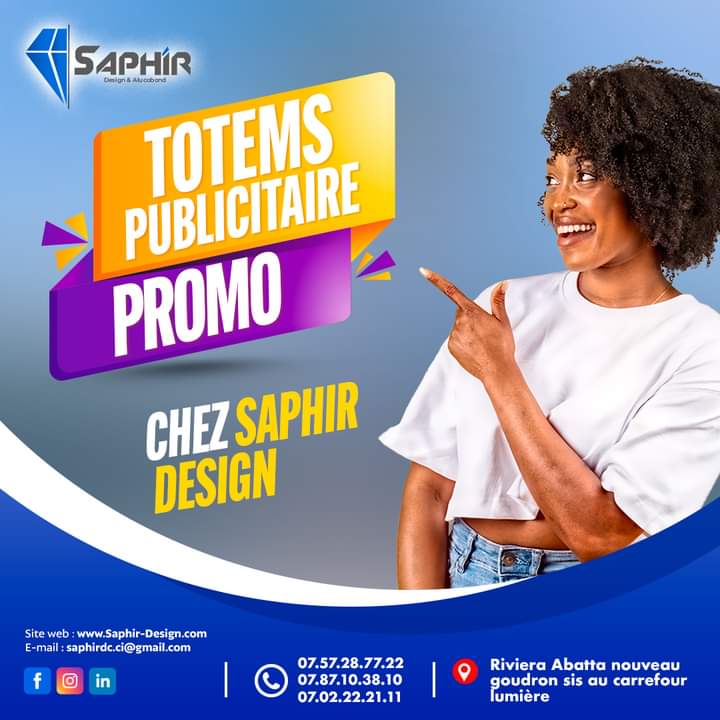 SAPHIR
Design & Alucobond
TOTEMS
PUBLICITAIRE
PROMO
CHEZ SAPHIR
DESIGN
Site web : www.Saphir-Design.com
E-mail : saphirdc.ci@gmail.com
07.57.28.77.22
07.87.10.38.10
07.02.22.21.11
Riviera Abatta nouveau
goudron sis au carrefour
lumière